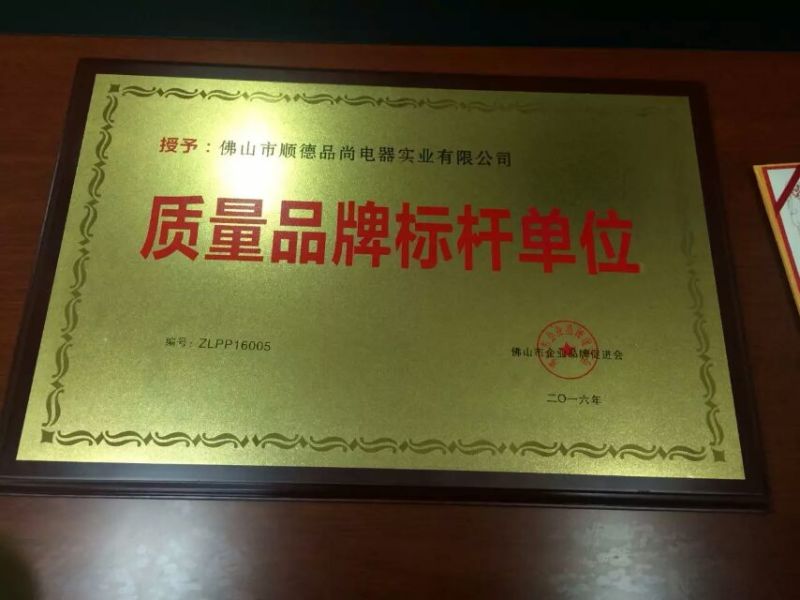 授予：佛山市顺德品尚电器实业有限公司
质量品牌标杆单位
编号：ZLPP16005
佛山市企业品牌促进会
二〇一六年